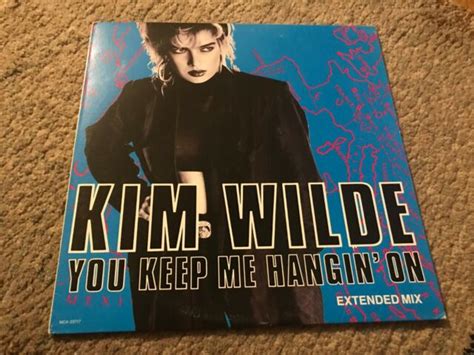 KIM WILDE
YOU KEEP ME HANGIN' ON
EXTENDED MIX